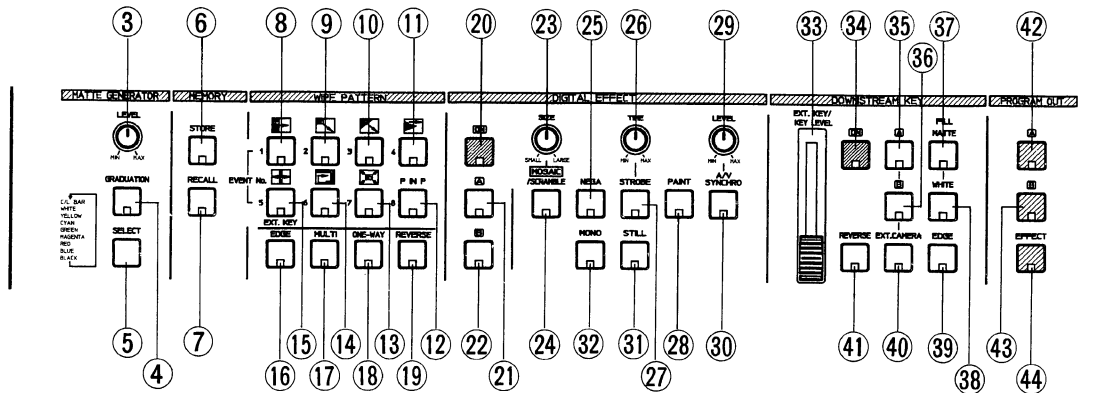 3 6 8 9 10 11 20 23 25 26 29 33 34 35 37 42
36
MATTE GENERATOR MEMORY WIPE PATTERN DIGITAL EFFECT DOWNSTREAM KEY PROGRAM OUT
LEVEL
MIN MAX
STORE
1 2 3 4
ON
SIZE
SMALL LARGE
TIME
MIN MAX
LEVEL
MIN MAX
EXT. KEY/
KEY LEVEL
ON
A
FILL
MATTE
A
GRADUATION
RECALL
EVENT No.
P IN P
A
MOSAIC
/SCRAMBLE
NEGA
STROBE
PAINT
A/V
SYNCHRO
B
WHITE
B
5 6 7 8
C/L BAR
WHITE
YELLOW
CYAN
GREEN
MAGENTA
RED
BLUE
BLACK
SELECT
EXT. KEY
EDGE MULTI ONE-WAY REVERSE
B
MONO
STILL
REVERSE
EXT.CAMERA
EDGE
EFFECT
5 4 7 15 14 13 12 22 21 24 32 31 28 30 41 40 39 43
16 17 18 19 27 38 44